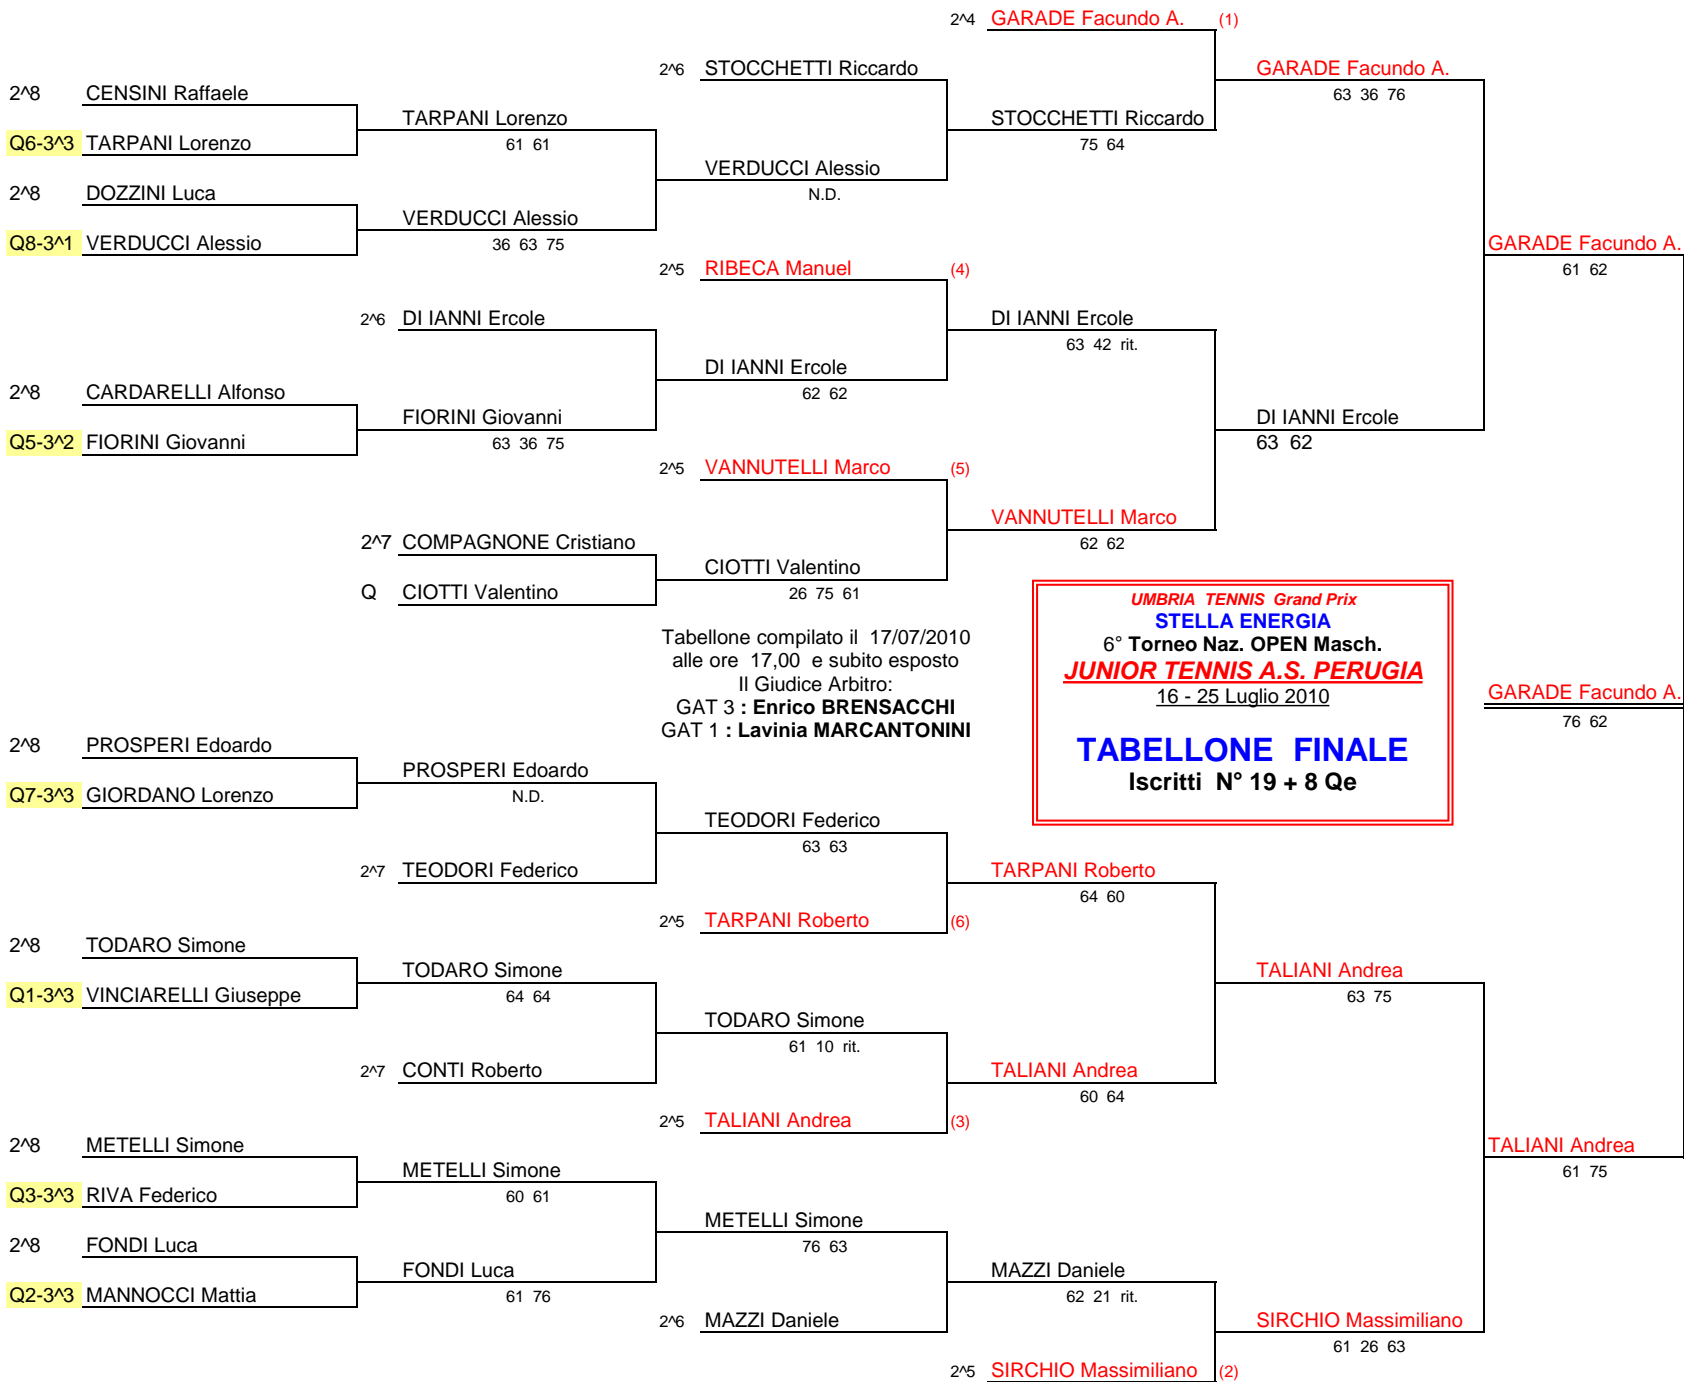 2^4 GARADE Facundo A. (1)
2^6 STOCCHETTI Riccardo
GARADE Facundo A.
63 36 76
2^8 CENSINI Raffaele
TARPANI Lorenzo
61 61
STOCCHETTI Riccardo
75 64
Q6-3^3 TARPANI Lorenzo
VERDUCCI Alessio
N.D.
2^8 DOZZINI Luca
VERDUCCI Alessio
36 63 75
Q8-3^1 VERDUCCI Alessio
GARADE Facundo A.
61 62
2^5 RIBECA Manuel (4)
2^6 DI IANNI Ercole
DI IANNI Ercole
63 42 rit.
DI IANNI Ercole
62 62
2^8 CARDARELLI Alfonso
FIORINI Giovanni
63 36 75
DI IANNI Ercole
63 62
Q5-3^2 FIORINI Giovanni
2^5 VANNUTELLI Marco (5)
VANNUTELLI Marco
62 62
2^7 COMPAGNONE Cristiano
CIOTTI Valentino
26 75 61
Q CIOTTI Valentino
Tabellone compilato il 17/07/2010
alle ore 17,00 e subito esposto
Il Giudice Arbitro:
GAT 3 : Enrico BRENSACCHI
GAT 1 : Lavinia MARCANTONINI
UMBRIA TENNIS Grand Prix
STELLA ENERGIA
6° Torneo Naz. OPEN Masch.
JUNIOR TENNIS A.S. PERUGIA
16 - 25 Luglio 2010
TABELLONE FINALE
Iscritti N° 19 + 8 Qe
GARADE Facundo A.
76 62
2^8 PROSPERI Edoardo
PROSPERI Edoardo
N.D.
Q7-3^3 GIORDANO Lorenzo
TEODORI Federico
63 63
2^7 TEODORI Federico
TARPANI Roberto
64 60
2^5 TARPANI Roberto (6)
2^8 TODARO Simone
TODARO Simone
64 64
TALIANI Andrea
63 75
Q1-3^3 VINCIARELLI Giuseppe
TODARO Simone
61 10 rit.
2^7 CONTI Roberto
TALIANI Andrea
60 64
2^5 TALIANI Andrea (3)
2^8 METELLI Simone
METELLI Simone
60 61
TALIANI Andrea
61 75
Q3-3^3 RIVA Federico
METELLI Simone
76 63
2^8 FONDI Luca
FONDI Luca
61 76
MAZZI Daniele
62 21 rit.
Q2-3^3 MANNOCCI Mattia
2^6 MAZZI Daniele
SIRCHIO Massimiliano
61 26 63
2^5 SIRCHIO Massimiliano (2)